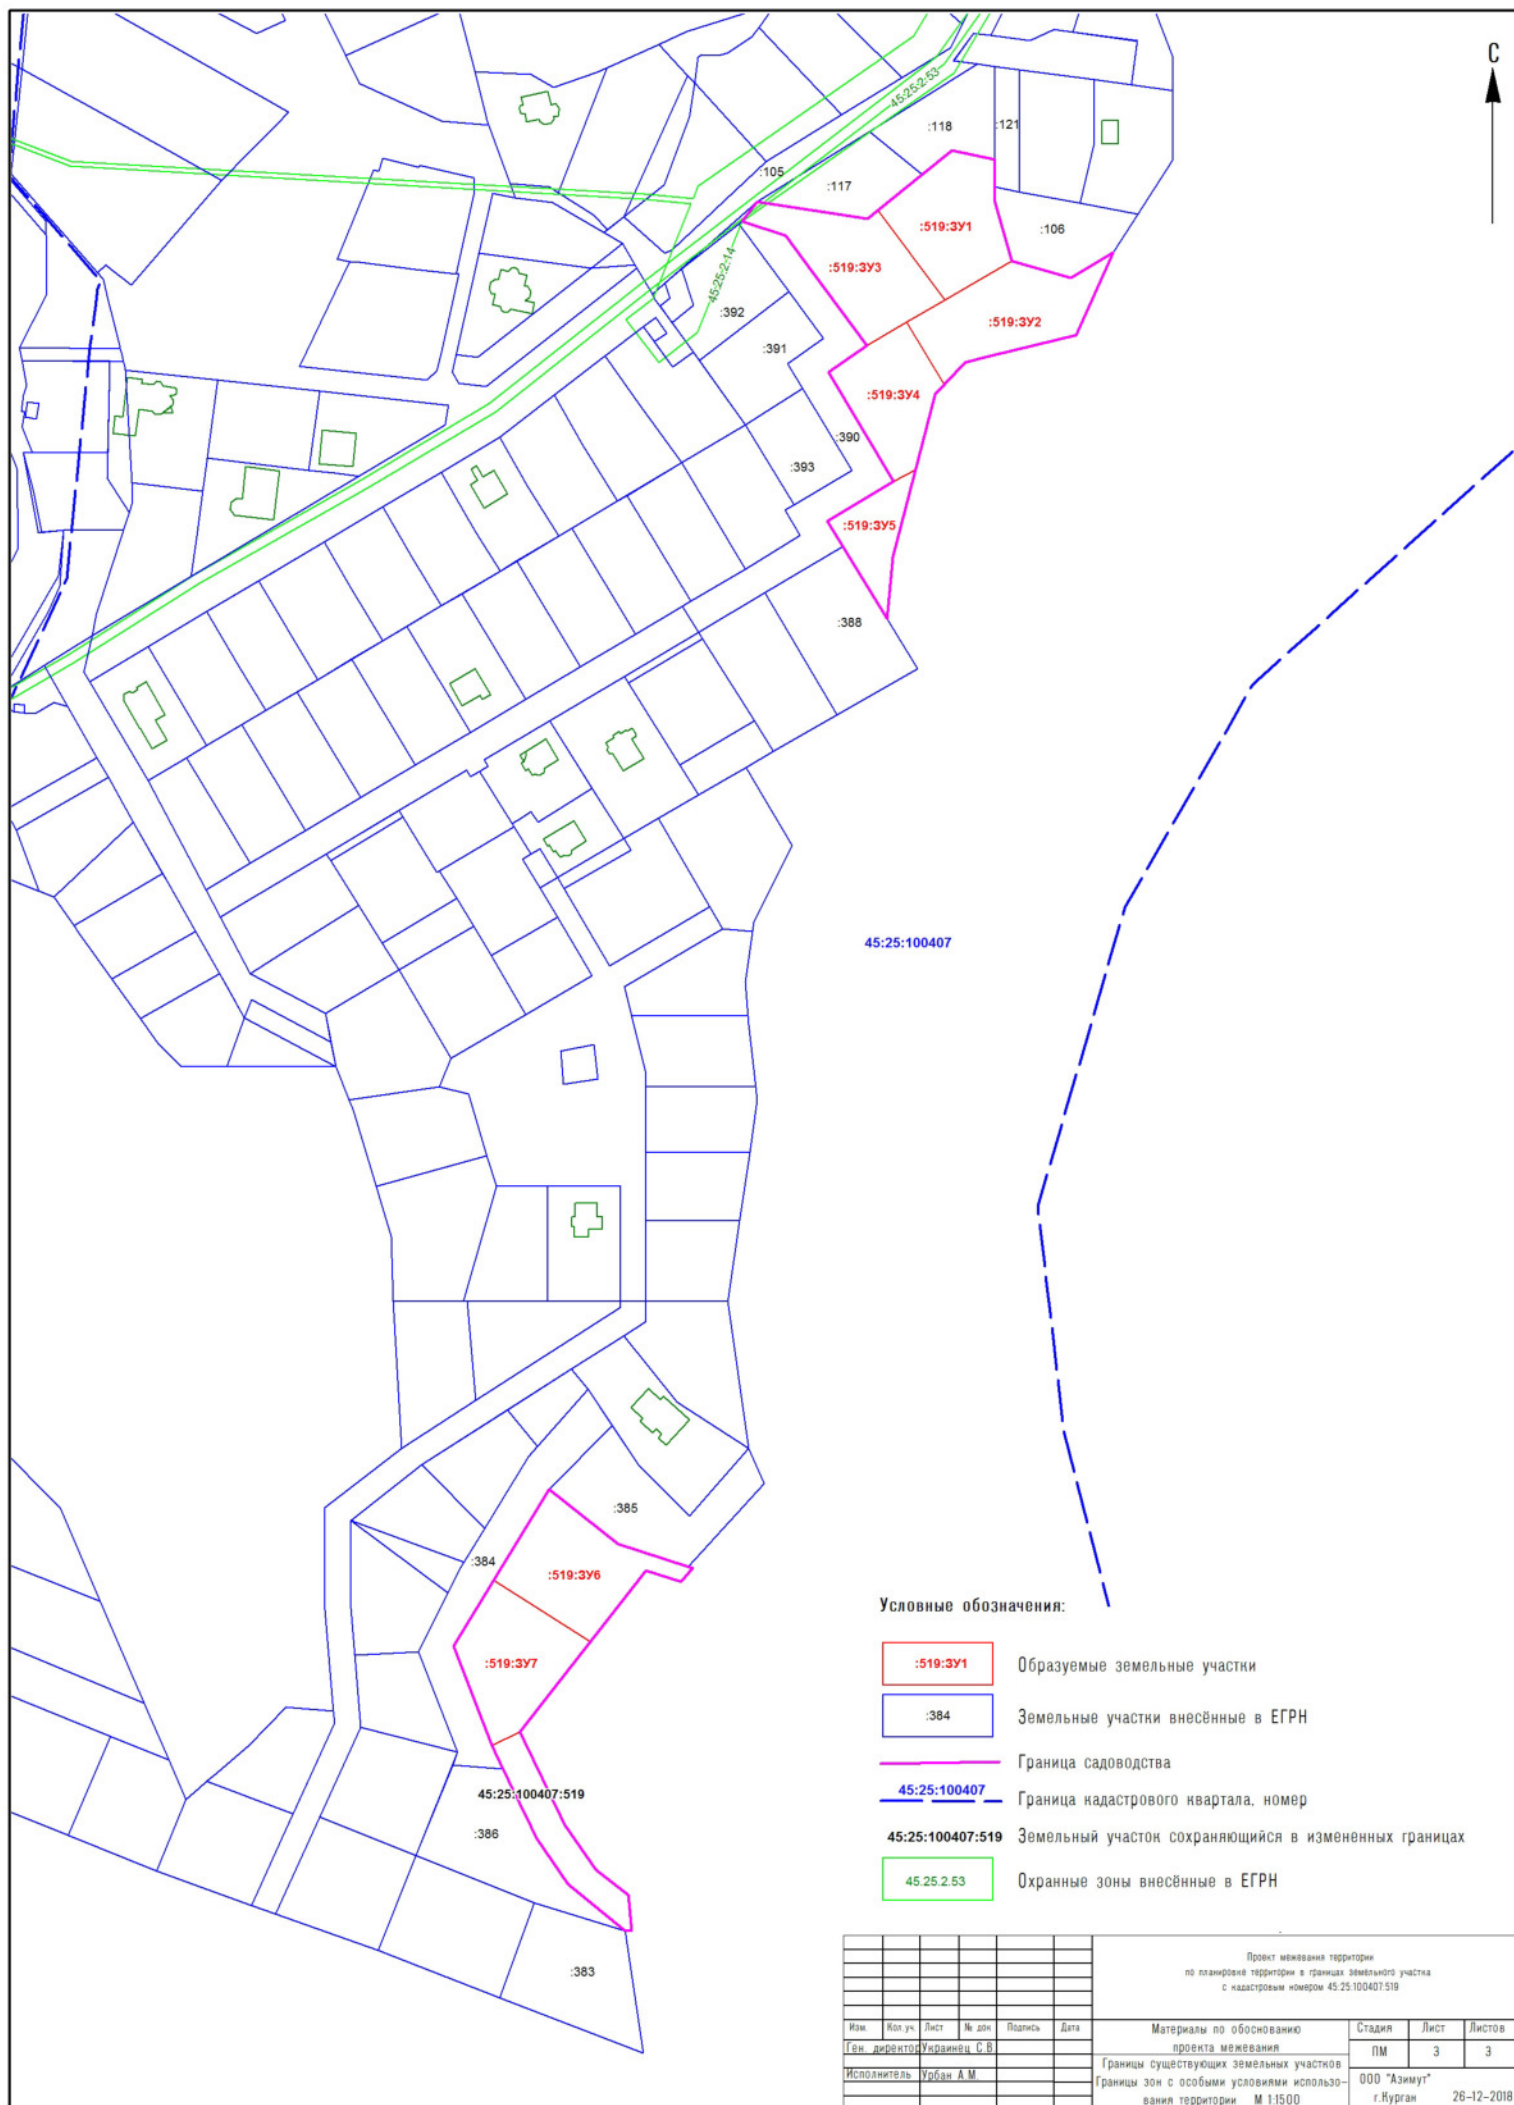 С
45:25:2:53
:118
:121
:105
:117
:519:ЗУ1
:106
45:25:2:14
:519:ЗУ3
:392
:519:ЗУ2
:391
:519:ЗУ4
:390
:393
:519:ЗУ5
:388
45:25:100407
:385
:384
:519:ЗУ6
:519:ЗУ7
45:25:100407:519
:386
:383
Условные обозначения:
:519:ЗУ1 Образуемые земельные участки
:384 Земельные участки внесённые в ЕГРН
Граница садоводства
45:25:100407 Граница кадастрового квартала, номер
45:25:100407:519 Земельный участок сохраняющийся в измененных границах
45.25.2.53 Охранные зоны внесённые в ЕГРН
Проект межевания территории
по планировке территории в границах земельного участка
с кадастровым номером 45:25:100407:519
Изм. Кол.уч. Лист № док Подпись Дата
Материалы по обоснованию
проекта межевания
Стадия Лист Листов
ПМ 3 3
Ген. директор Украинец С.В.
Исполнитель Урбан А.М.
Границы существующих земельных участков
Границы зон с особыми условиями использо-
вания территории М 1:1500
ООО "Азимут"
г.Курган 26-12-2018